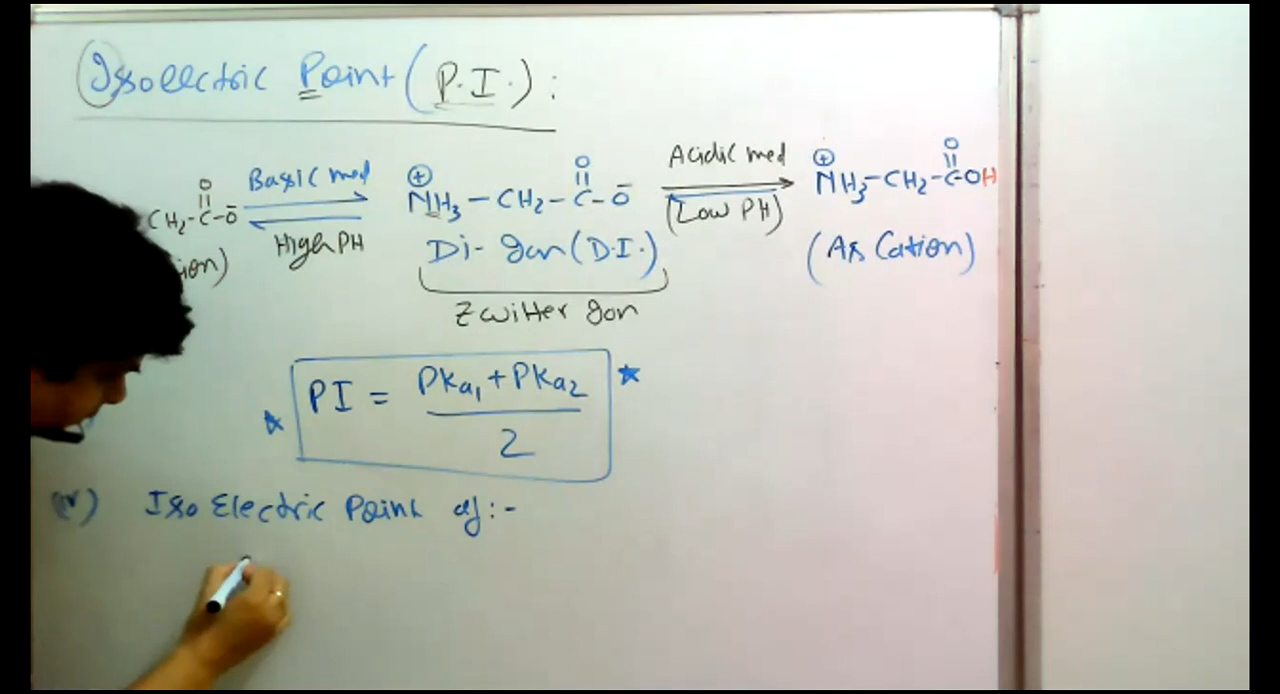 Isoelectric Point (P.I.) :
CH₂-C-Ō Basic med NH₃-CH₂-C-Ō Acidic med NH₃-CH₂-C-OH
O High PH ⊕ O (Low PH) ⊕ O
ion) Di-Ion (D.I.) (As Cation)
Zwitter Ion
PI = PKa₁ + PKa₂
2
Iso Electric Point of :-